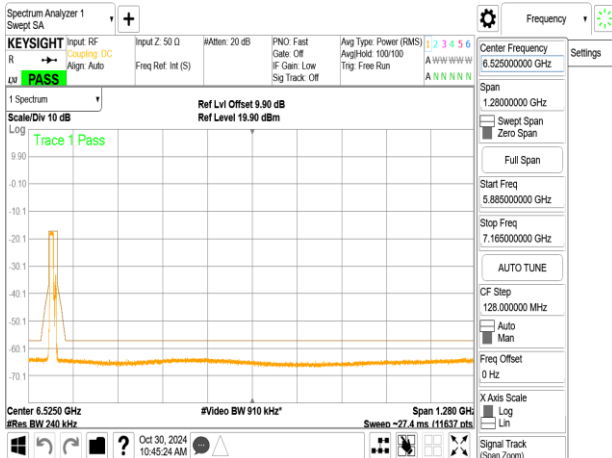 Spectrum Analyzer 1
Swept SA
+
Frequency
KEYSIGHT
R
LXI
PASS
Input: RF
Coupling: DC
Align: Auto
Input Z: 50 Ω
Freq Ref: Int (S)
#Atten: 20 dB
PNO: Fast
Gate: Off
IF Gain: Low
Sig Track: Off
Avg Type: Power (RMS)
Avg|Hold: 100/100
Trig: Free Run
1 2 3 4 5 6
A W W W W W
A N N N N N
1 Spectrum
Scale/Div 10 dB
Ref Lvl Offset 9.90 dB
Ref Level 19.90 dBm
Log
Trace 1 Pass
9.90
-0.10
-10.1
-20.1
-30.1
-40.1
-50.1
-60.1
-70.1
Center 6.5250 GHz
#Res BW 240 kHz
#Video BW 910 kHz*
Span 1.280 GHz
Sweep ~27.4 ms (11637 pts
?
Oct 30, 2024
10:45:24 AM
Center Frequency
6.525000000 GHz
Settings
Span
1.28000000 GHz
Swept Span
Zero Span
Full Span
Start Freq
5.885000000 GHz
Stop Freq
7.165000000 GHz
AUTO TUNE
CF Step
128.000000 MHz
Auto
Man
Freq Offset
0 Hz
X Axis Scale
Log
Lin
Signal Track
(Span Zoom)